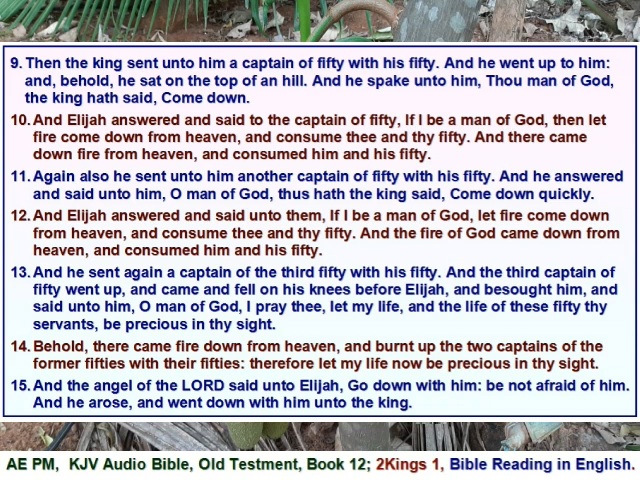 9. Then the king sent unto him a captain of fifty with his fifty. And he went up to him:
and, behold, he sat on the top of an hill. And he spake unto him, Thou man of God,
the king hath said, Come down.
10. And Elijah answered and said to the captain of fifty, If I be a man of God, then let
fire come down from heaven, and consume thee and thy fifty. And there came
down fire from heaven, and consumed him and his fifty.
11. Again also he sent unto him another captain of fifty with his fifty. And he answered
and said unto him, O man of God, thus hath the king said, Come down quickly.
12. And Elijah answered and said unto them, If I be a man of God, let fire come down
from heaven, and consume thee and thy fifty. And the fire of God came down from
heaven, and consumed him and his fifty.
13. And he sent again a captain of the third fifty with his fifty. And the third captain of
fifty went up, and came and fell on his knees before Elijah, and besought him, and
said unto him, O man of God, I pray thee, let my life, and the life of these fifty thy
servants, be precious in thy sight.
14. Behold, there came fire down from heaven, and burnt up the two captains of the
former fifties with their fifties: therefore let my life now be precious in thy sight.
15. And the angel of the LORD said unto Elijah, Go down with him: be not afraid of him.
And he arose, and went down with him unto the king.
AE PM, KJV Audio Bible, Old Testment, Book 12; 2Kings 1, Bible Reading in English.